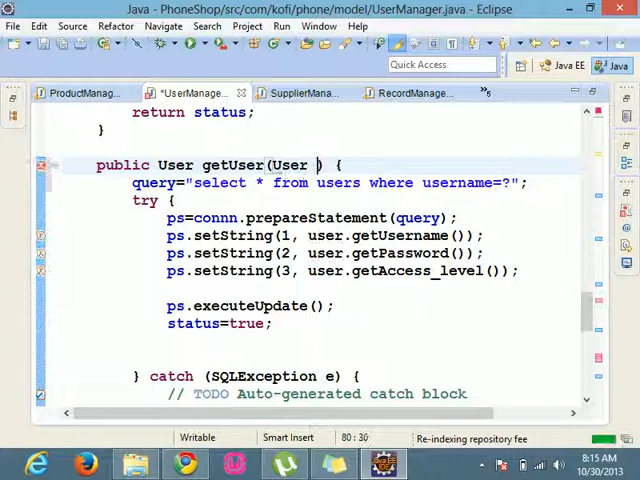 Java - PhoneShop/src/com/kofi/phone/model/UserManager.java - Eclipse
File Edit Source Refactor Navigate Search Project Run Window Help
Quick Access
Java EE
Java
ProductManag...
*UserManage...
SupplierMana...
RecordManage...
»5
return status;
}
public User getUser(User ) {
query="select * from users where username=?";
try {
ps=connn.prepareStatement(query);
ps.setString(1, user.getUsername());
ps.setString(2, user.getPassword());
ps.setString(3, user.getAccess_level());
ps.executeUpdate();
status=true;
} catch (SQLException e) {
// TODO Auto-generated catch block
Writable
Smart Insert
80 : 30
Re-indexing repository fee
8:15 AM
10/30/2013